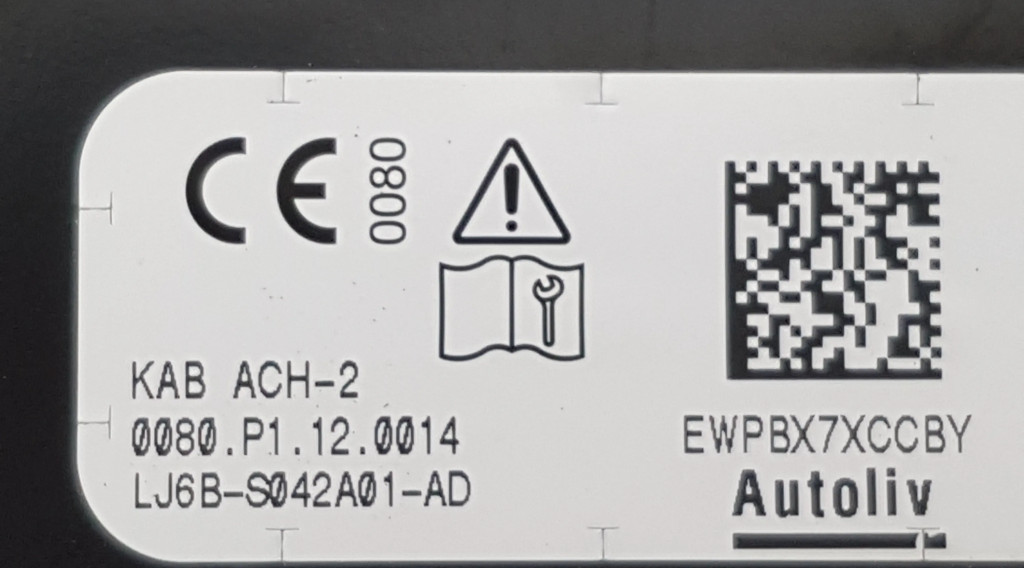 CE 0080
KAB ACH-2
0080.P1.12.0014
LJ6B-S042A01-AD
EWPBX7XCCBY
Autoliv